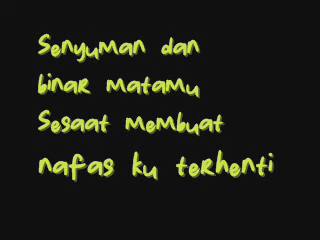 Senyuman dan
binar matamu
Sesaat membuat
nafas ku terhenti